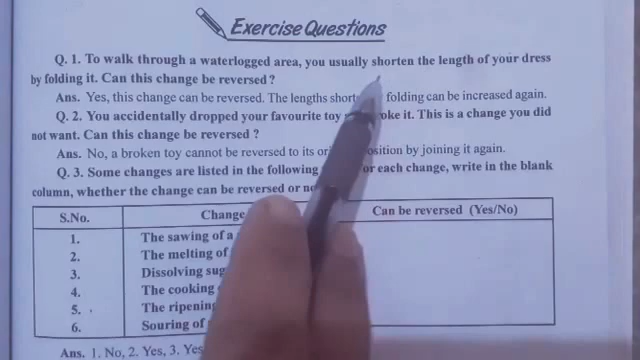 Exercise Questions
Q. 1. To walk through a waterlogged area, you usually shorten the length of your dress
by folding it. Can this change be reversed ?
Ans. Yes, this change can be reversed. The lengths folding can be increased again.
Q. 2. You accidentally dropped your favourite toy it. This is a change you did
not want. Can this change be reversed ?
Ans. No, a broken toy cannot be reversed to its by joining it again.
Q. 3. Some changes are listed in the following each change, write in the blank
column, whether the change can be reversed or
S.No. Change Can be reversed (Yes/No)
1. The sawing of a
2. The melting of
3. Dissolving
4. The cooking
5. The ripening
6. Souring of
Ans. 1. No, 2. Yes, 3. Yes